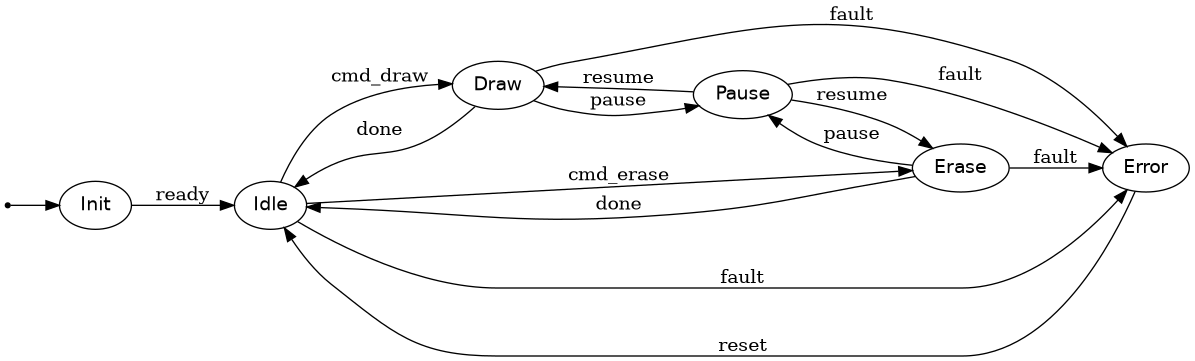 fault
cmd_draw
Draw
resume
pause
Pause
fault
resume
done
pause
Erase
fault
Error
cmd_erase
Init
ready
Idle
done
fault
reset